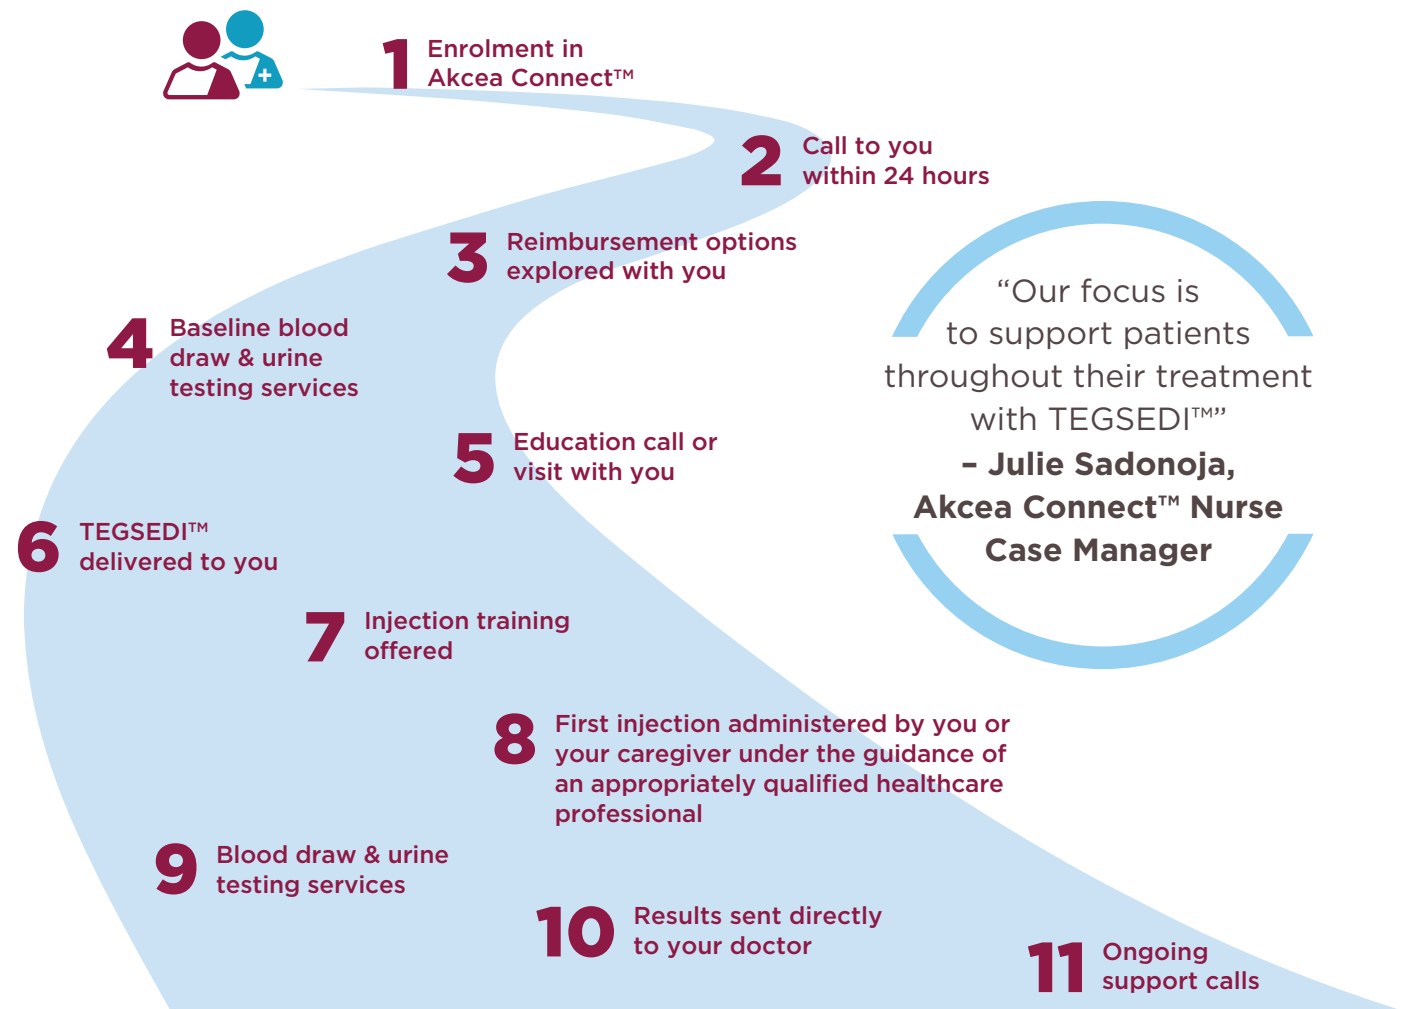 1 Enrolment in
Akcea Connect™
2 Call to you
within 24 hours
3 Reimbursement options
explored with you
4 Baseline blood
draw & urine
testing services
5 Education call or
visit with you
6 TEGSEDI™
delivered to you
7 Injection training
offered
8 First injection administered by you or
your caregiver under the guidance of
an appropriately qualified healthcare
professional
9 Blood draw & urine
testing services
10 Results sent directly
to your doctor
11 Ongoing
support calls
“Our focus is
to support patients
throughout their treatment
with TEGSEDI™”
– Julie Sadonoja,
Akcea Connect™ Nurse
Case Manager